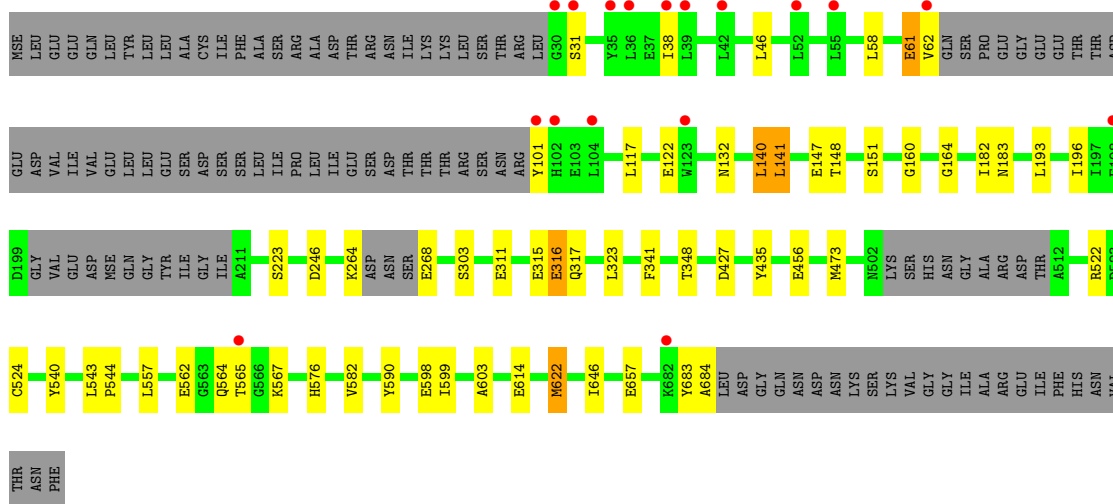 MSE LEU GLU GLU GLN LEU TYR LEU LEU ALA CYS ILE PHE ALA SER ARG ALA ASP THR ARG ASN ILE LYS LYS LEU SER THR ARG LEU G30 S31 Y35 L36 E37 I38 L39 L42 L46 L52 L55 L58 E61 V62 GLN SER PRO GLU GLY GLU GLU THR THR
GLU ASP VAL ILE VAL GLU LEU LEU GLU SER ASP SER SER LEU ILE PRO LEU ILE GLU SER ASP THR THR THR ARG SER ASN ARG Y101 H102 E103 L104 L117 E122 W123 N132 L140 L141 E147 T148 S151 G160 G164 I182 N183 L193 I196 I197
D199 GLY VAL GLU ASP MSE GLN GLY TYR ILE GLY ILE A211 S223 D246 K264 ASP ASN SER E268 S303 E311 E315 E316 Q317 L323 F341 T348 D427 Y435 E456 M473 N502 LYS SER HIS ASN GLY ALA ARG ASP THR A512 R522
C524 Y540 L543 P544 L557 E562 G563 Q564 T565 G566 K567 H576 V582 Y590 E598 I599 A603 E614 M622 I646 E657 K682 Y683 A684 LEU ASP GLY GLN ASN ASP ASN LYS SER LYS VAL GLY GLY ILE ALA ARG GLU ILE PHE HIS ASN
THR ASN PHE